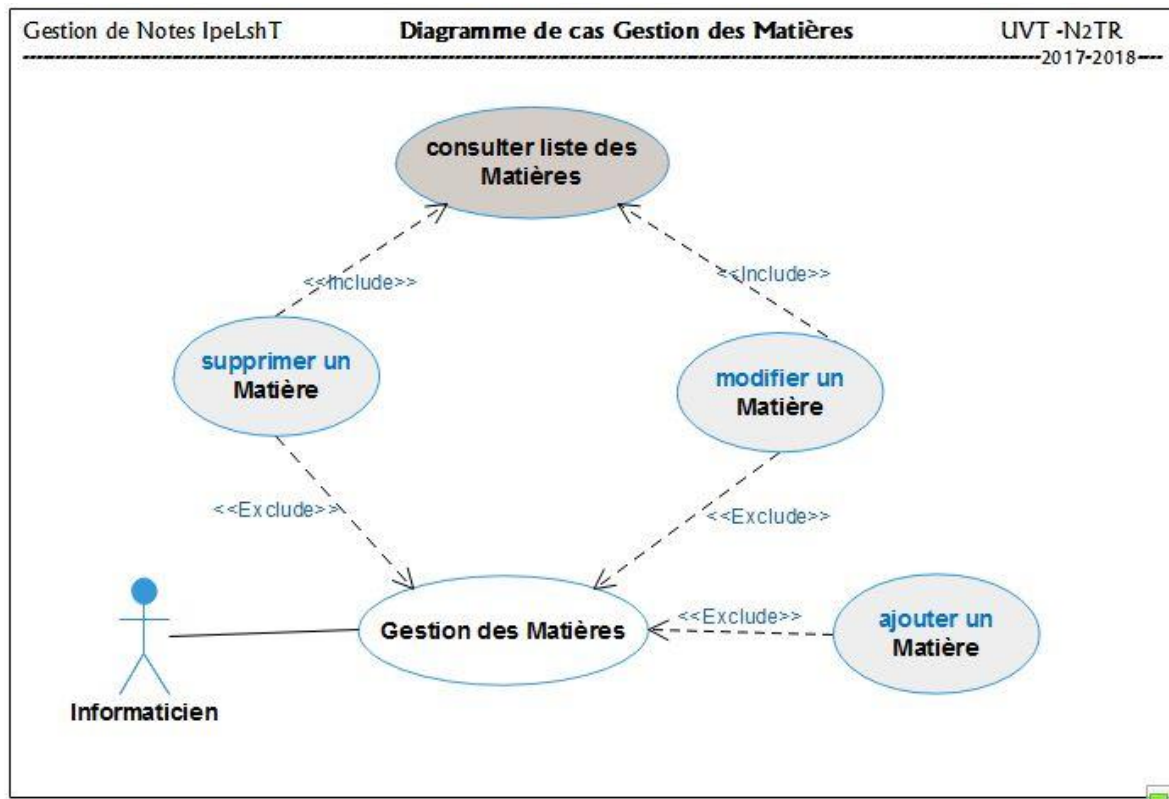 Gestion de Notes IpeLshT
Diagramme de cas Gestion des Matières
UVT -N2TR
2017-2018
consulter liste des
Matières
<<Include>>
<<Include>>
supprimer un
Matière
modifier un
Matière
<<Exclude>>
<<Exclude>>
Gestion des Matières
<<Exclude>>
ajouter un
Matière
Informaticien